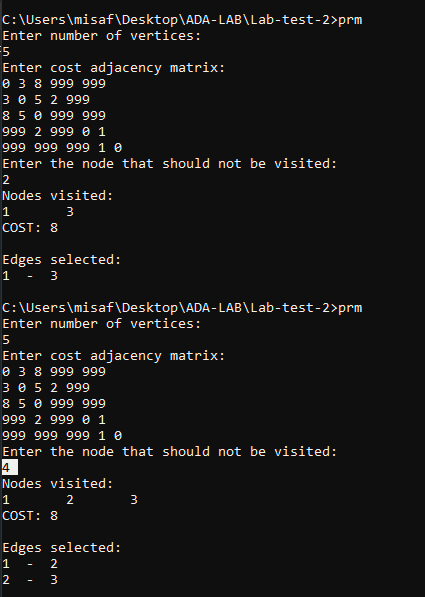 C:\Users\misaf\Desktop\ADA-LAB\Lab-test-2>prm
Enter number of vertices:
5
Enter cost adjacency matrix:
0 3 8 999 999
3 0 5 2 999
8 5 0 999 999
999 2 999 0 1
999 999 999 1 0
Enter the node that should not be visited:
2
Nodes visited:
1 3
COST: 8
Edges selected:
1 - 3
C:\Users\misaf\Desktop\ADA-LAB\Lab-test-2>prm
Enter number of vertices:
5
Enter cost adjacency matrix:
0 3 8 999 999
3 0 5 2 999
8 5 0 999 999
999 2 999 0 1
999 999 999 1 0
Enter the node that should not be visited:
4
Nodes visited:
1 2 3
COST: 8
Edges selected:
1 - 2
2 - 3